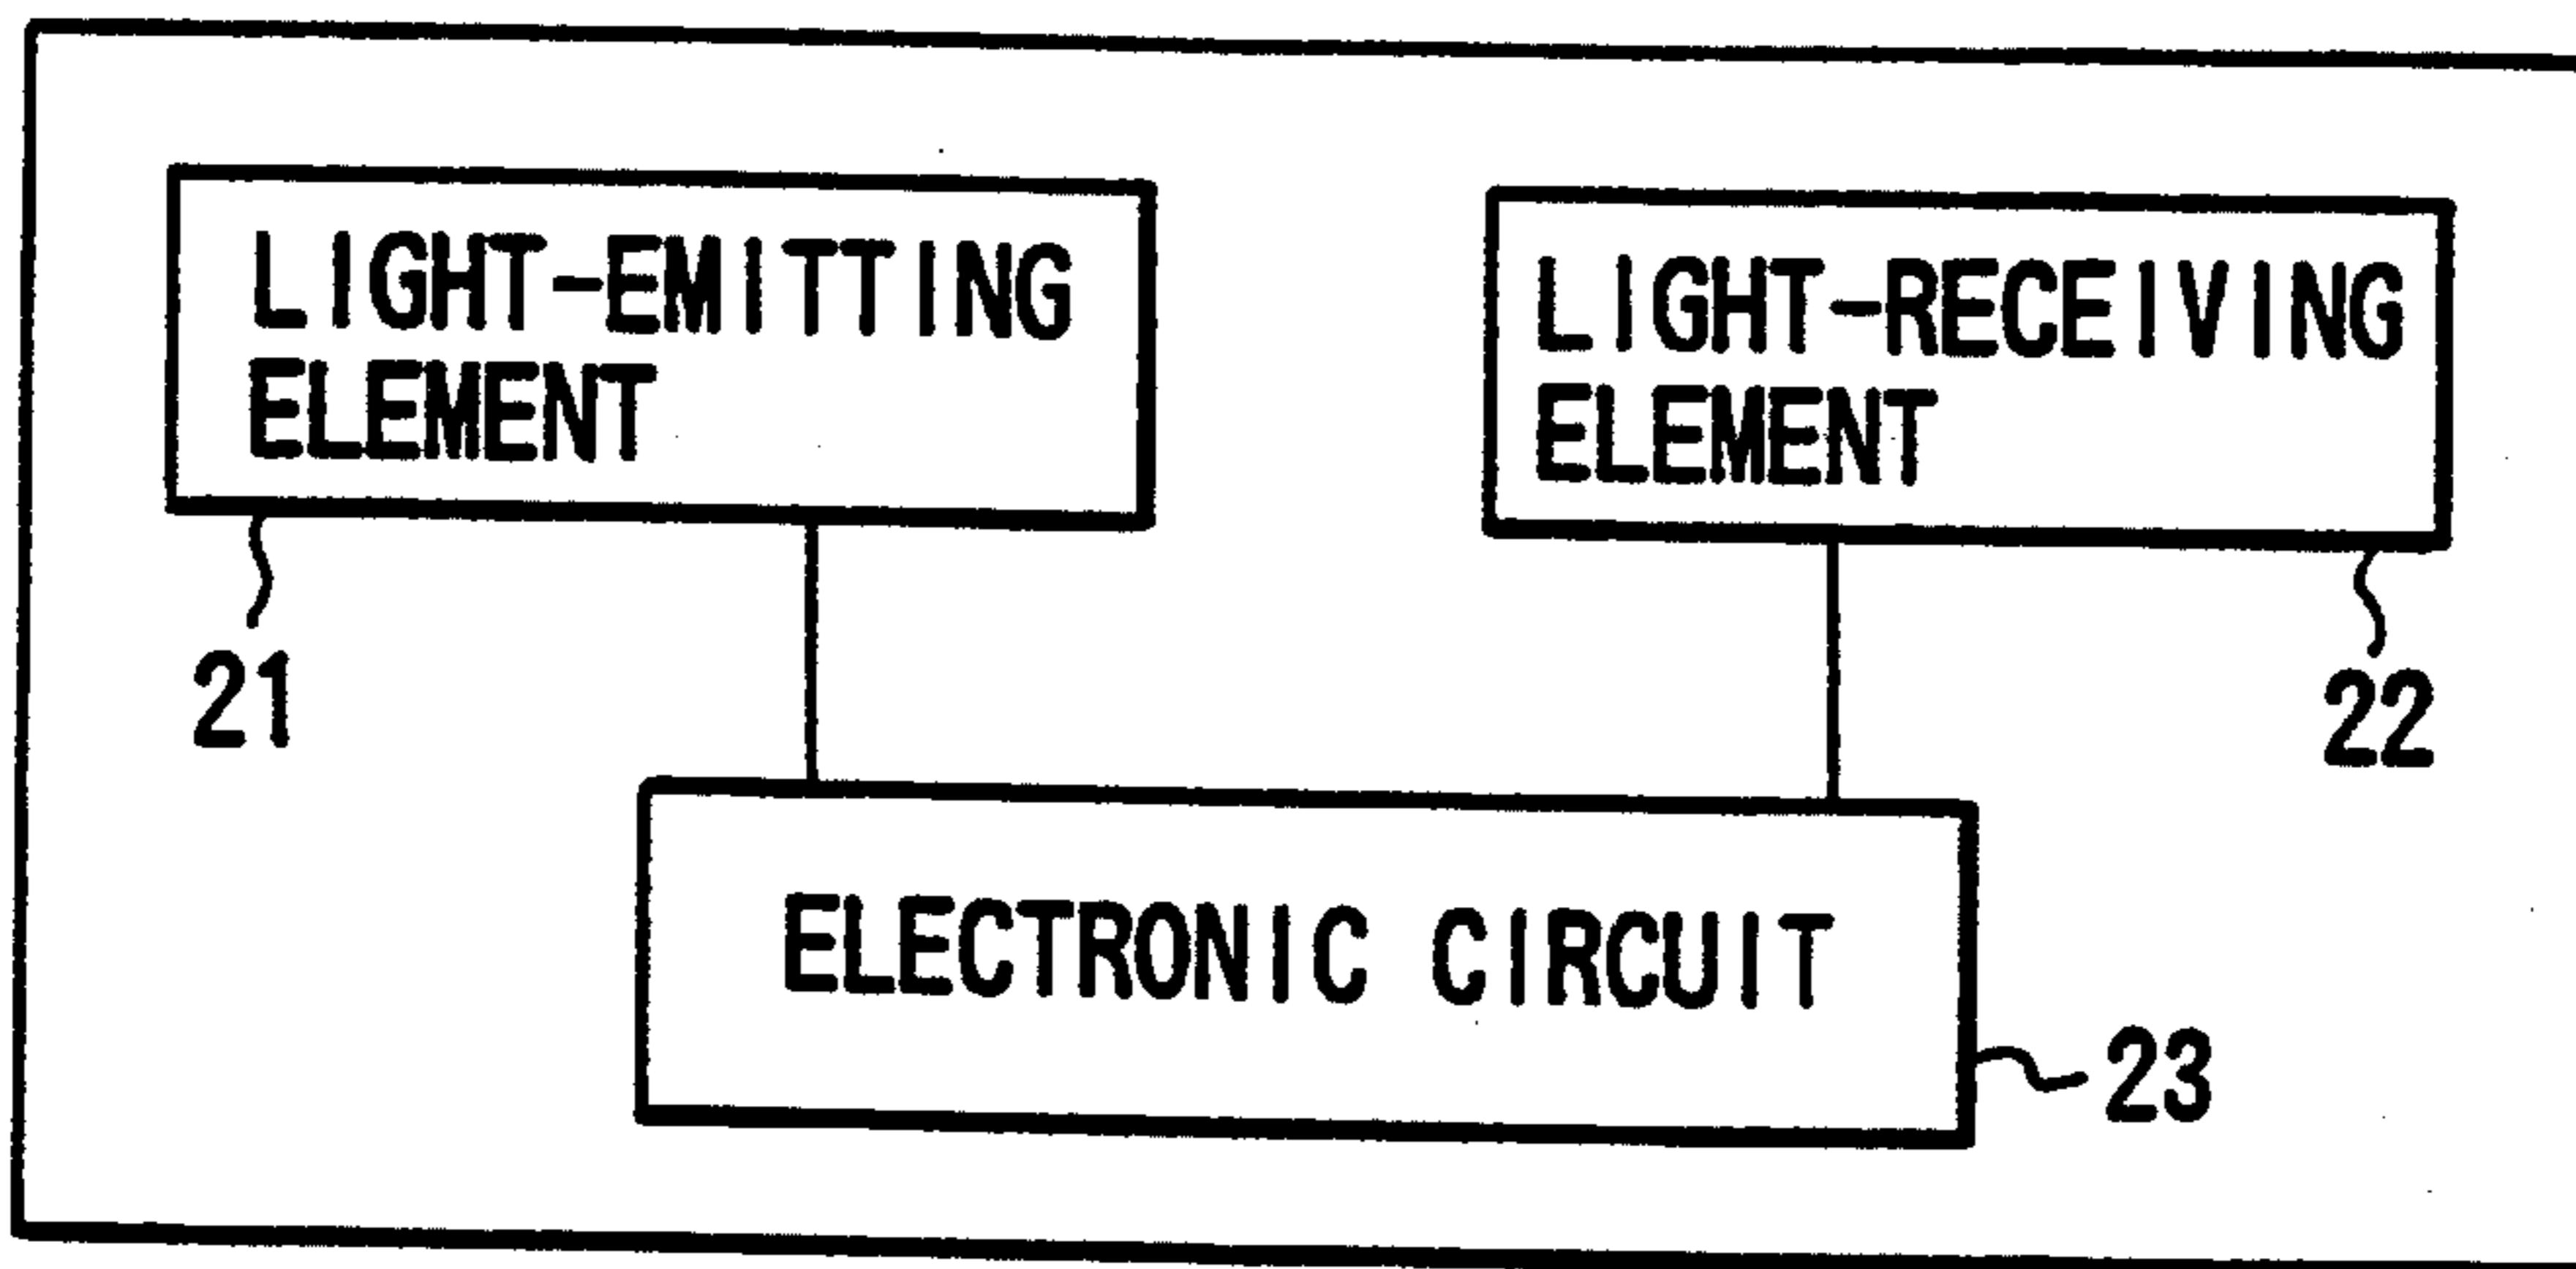 LIGHT-EMITTING
ELEMENT
LIGHT-RECEIVING
ELEMENT
21
22
ELECTRONIC CIRCUIT
23